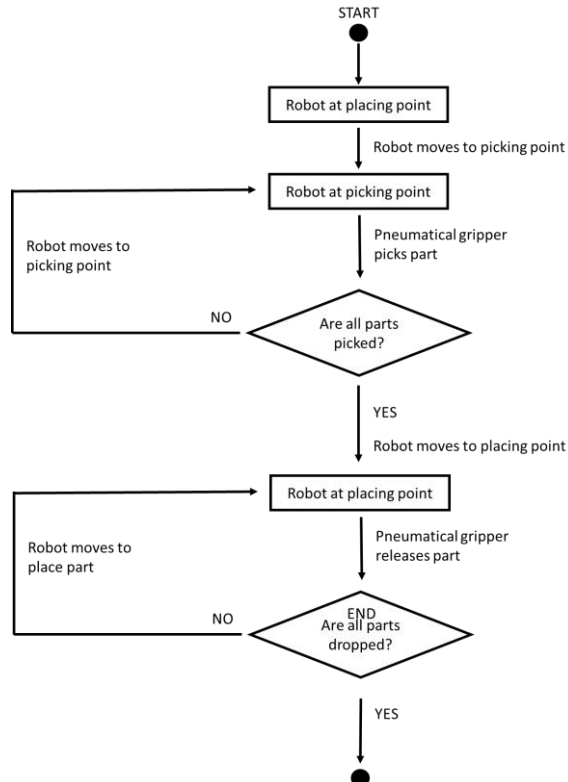 START
Robot at placing point
Robot moves to picking point
Robot at picking point
Robot moves to
picking point
Pneumatical gripper
picks part
NO
Are all parts
picked?
YES
Robot moves to placing point
Robot at placing point
Robot moves to
place part
Pneumatical gripper
releases part
NO
END
Are all parts
dropped?
YES